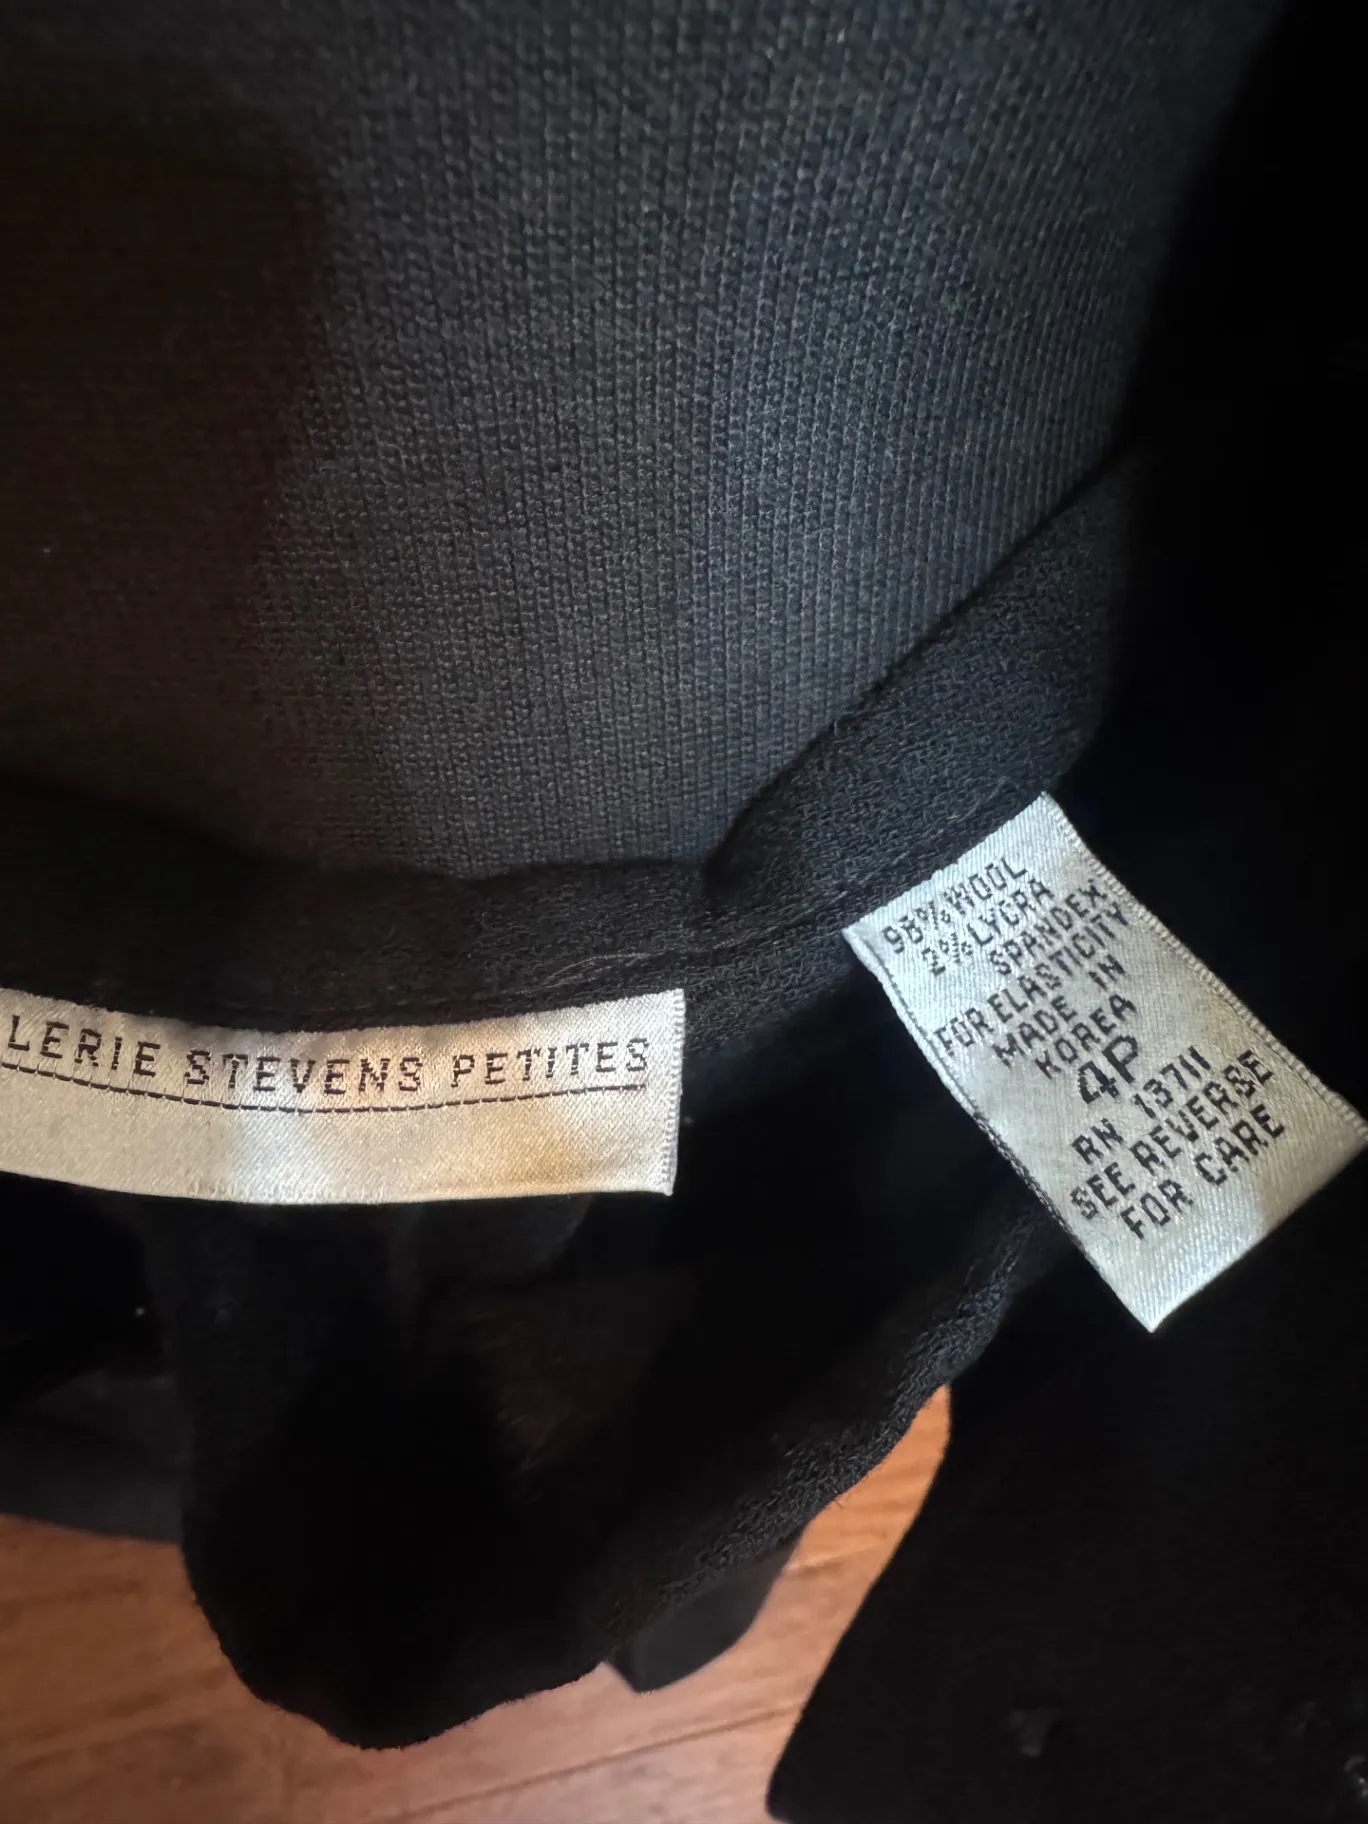 LERIE STEVENS PETITES
98% WOOL
2% LYCRA
SPANDEX
FOR ELASTICITY
MADE IN
KOREA
4P
RN 13711
SEE REVERSE
FOR CARE